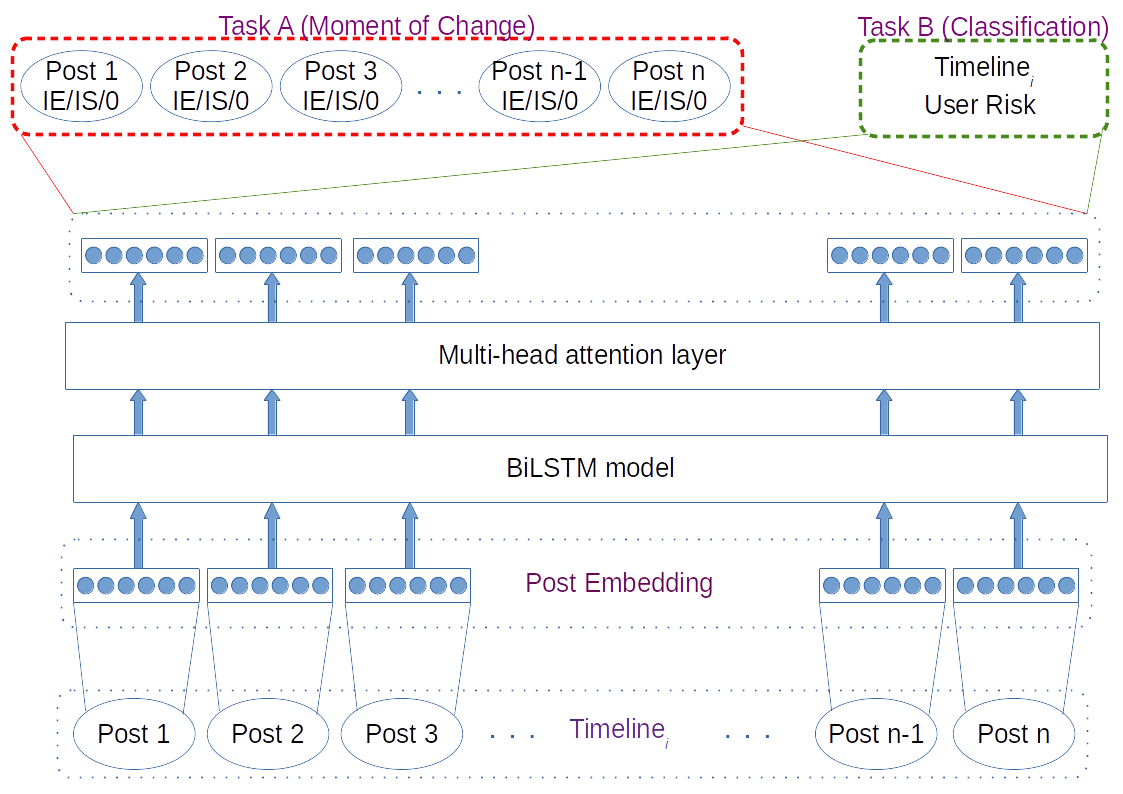 Task A (Moment of Change)
Task B (Classification)
Post 1
IE/IS/0
Post 2
IE/IS/0
Post 3
IE/IS/0
. . .
Post n-1
IE/IS/0
Post n
IE/IS/0
Timeline i
User Risk
Multi-head attention layer
BiLSTM model
Post Embedding
Post 1
Post 2
Post 3
. . .
Timeline i
. . .
Post n-1
Post n